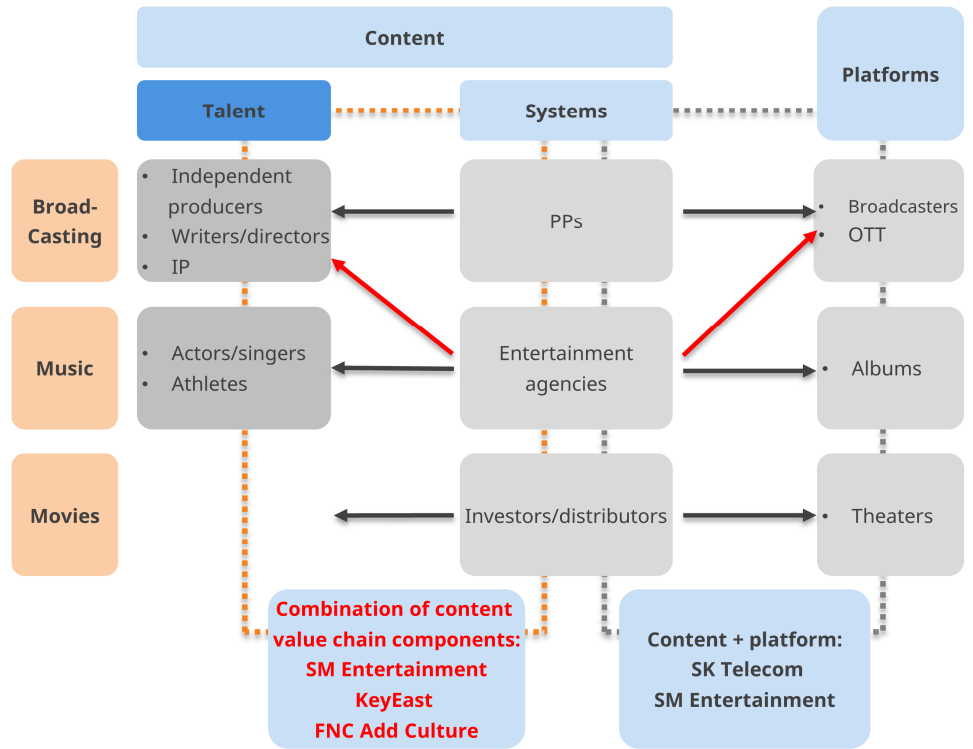 Content
Platforms
Talent
Systems
Broad-
Casting
• Independent
producers
• Writers/directors
• IP
PPs
• Broadcasters
• OTT
Music
• Actors/singers
• Athletes
Entertainment
agencies
• Albums
Movies
Investors/distributors
• Theaters
Combination of content
value chain components:
SM Entertainment
KeyEast
FNC Add Culture
Content + platform:
SK Telecom
SM Entertainment